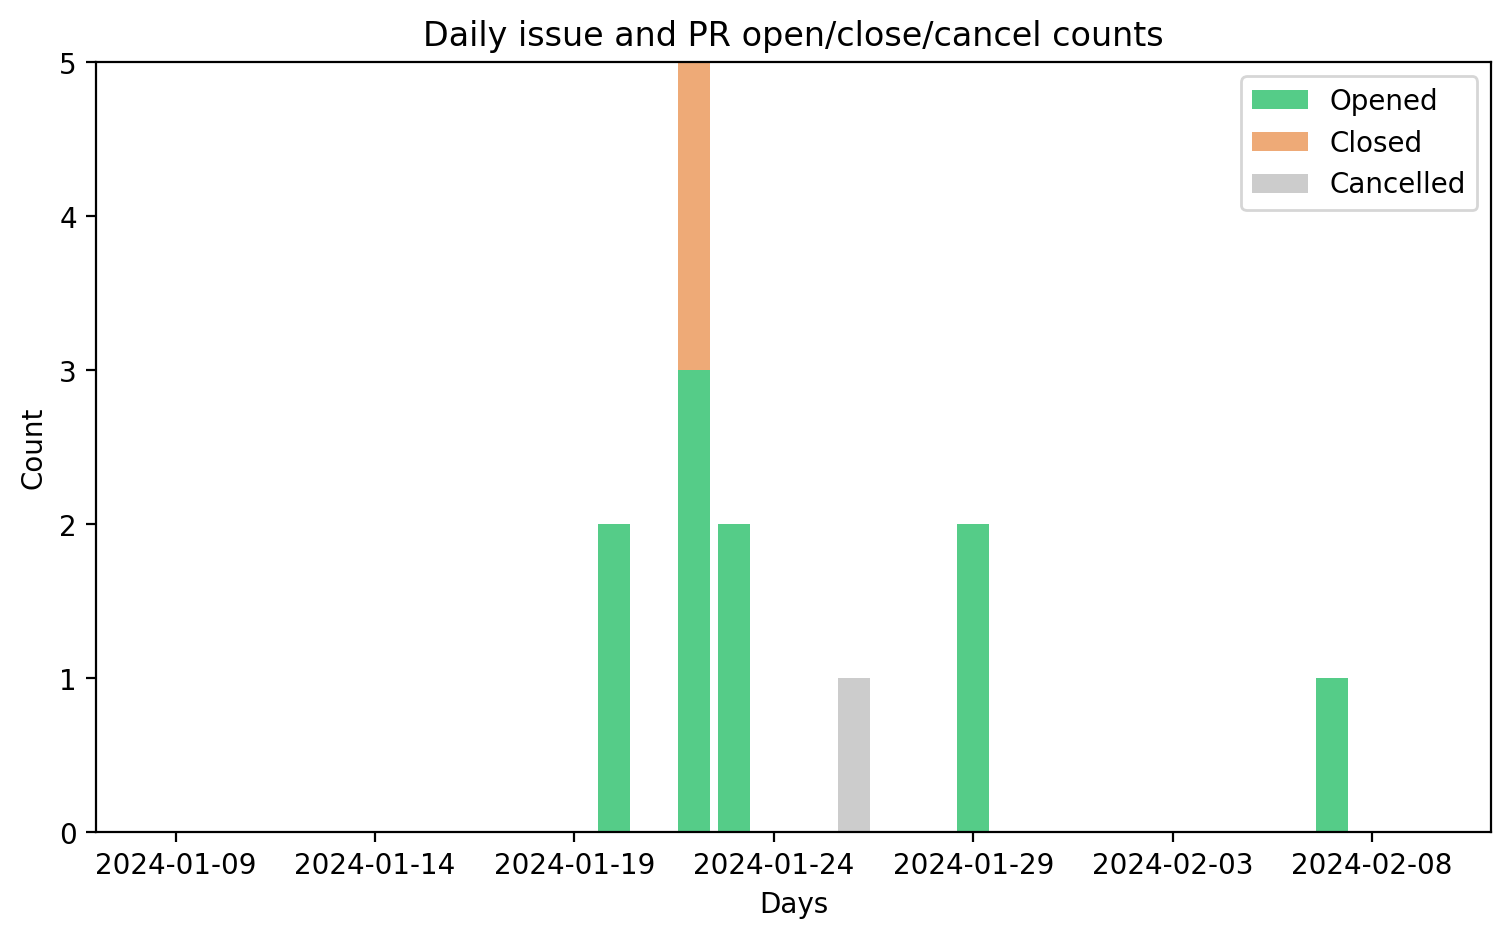 Daily issue and PR open/close/cancel counts
5
4
3
2
1
0
Count
Opened
Closed
Cancelled
2024-01-09
2024-01-14
2024-01-19
2024-01-24
2024-01-29
2024-02-03
2024-02-08
Days